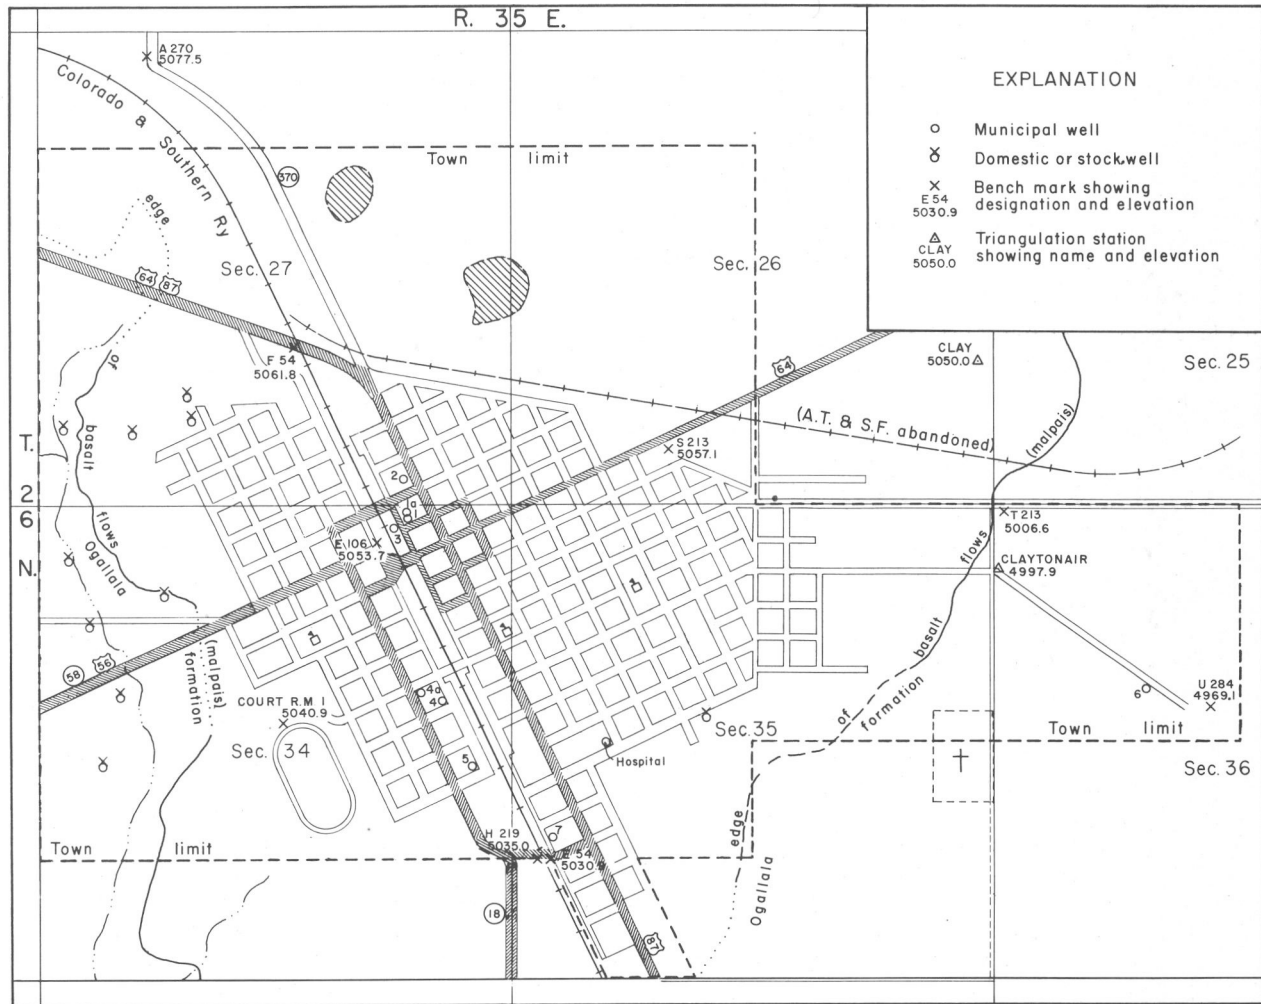 R. 35 E.
A 270
5077.5
Colorado & Southern Ry
370
Town limit
edge
64 87
Sec. 27
Sec. 26
F 54
5061.8
of
basalt
flows
(malpais)
Ogallala
formation
T.
26
N.
2
1a
1
3
E 106
5053.7
S 213
5057.1
64
(A.T. & S.F. abandoned)
CLAY
5050.0
Sec. 25
(malpais)
flows
basalt
of
edge
T 213
5006.6
CLAYTONAIR
4997.9
58 56
COURT R.M 1
5040.9
Sec. 34
4a
4
5
Sec. 35
Hospital
6
U 284
4969.1
Town limit
Sec. 36
formation
Ogallala
H 219
5035.0
7
E 54
5030.9
Town limit
18
87
EXPLANATION
Municipal well
Domestic or stock well
E 54
5030.9
Bench mark showing
designation and elevation
CLAY
5050.0
Triangulation station
showing name and elevation